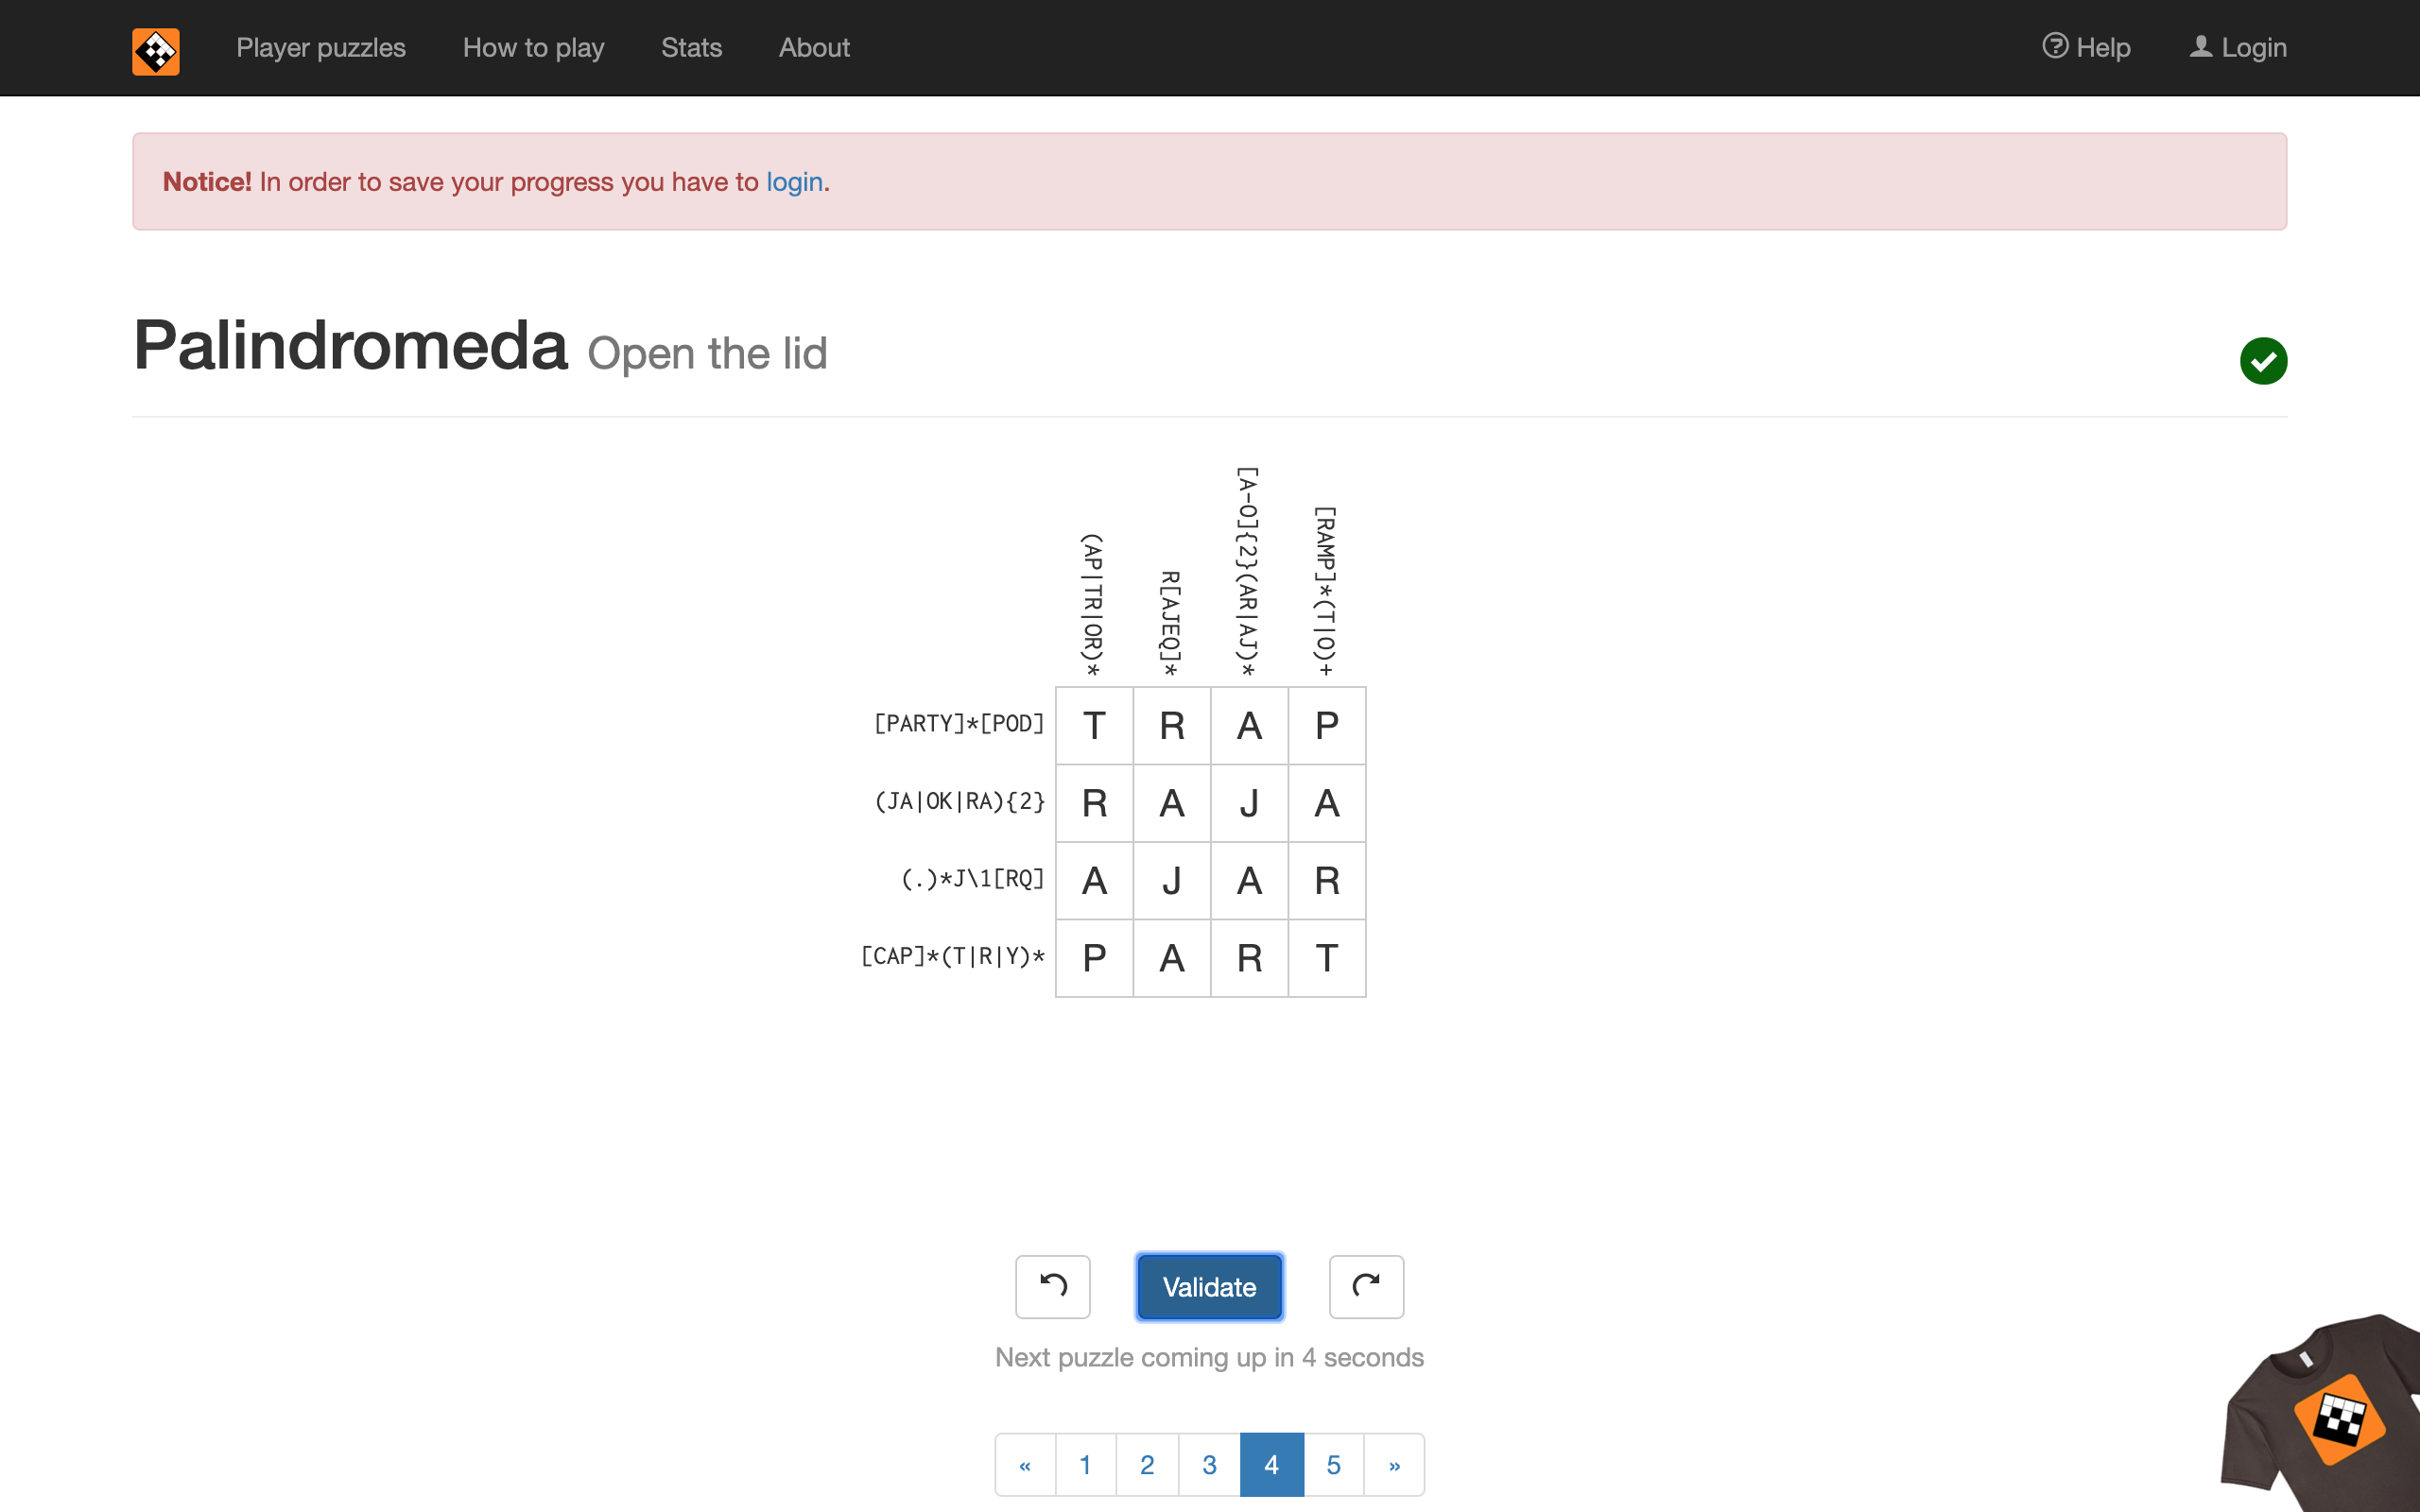 Player puzzles How to play Stats About Help Login
Notice! In order to save your progress you have to login.
Palindromeda Open the lid
(AP|TR|OR)* R[AJEQ]* [A-O]{2}(AR|AJ)* [RAMP]*(T|O)+
[PARTY]*[POD] T R A P
(JA|OK|RA){2} R A J A
(.)*J\1[RQ] A J A R
[CAP]*(T|R|Y)* P A R T
Validate
Next puzzle coming up in 4 seconds
« 1 2 3 4 5 »